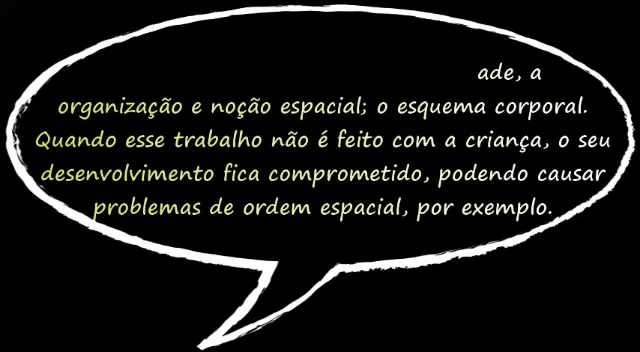 ade, a
organização e noção espacial; o esquema corporal.
Quando esse trabalho não é feito com a criança, o seu
desenvolvimento fica comprometido, podendo causar
problemas de ordem espacial, por exemplo.